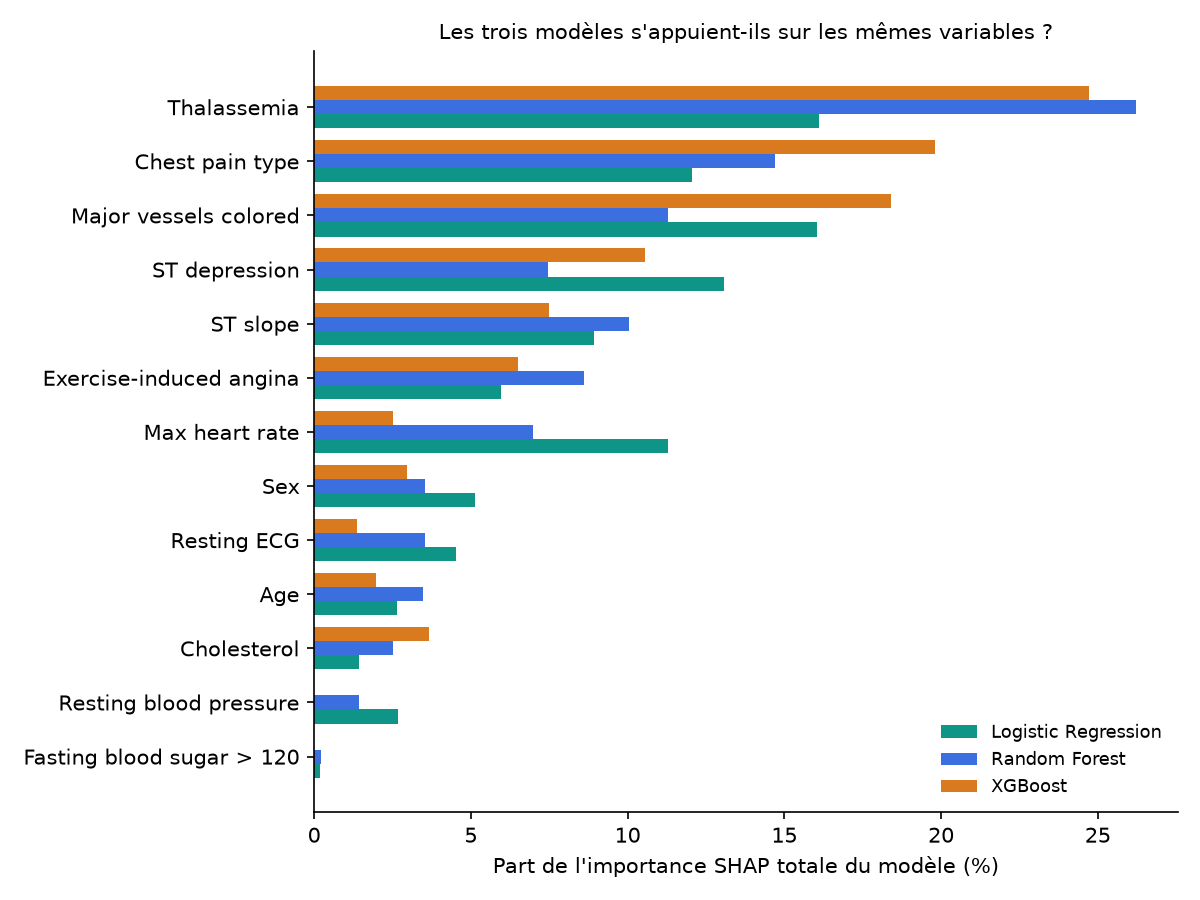 Les trois modèles s'appuient-ils sur les mêmes variables ?
Thalassemia
Chest pain type
Major vessels colored
ST depression
ST slope
Exercise-induced angina
Max heart rate
Sex
Resting ECG
Age
Cholesterol
Resting blood pressure
Fasting blood sugar > 120
Logistic Regression
Random Forest
XGBoost
0 5 10 15 20 25
Part de l'importance SHAP totale du modèle (%)